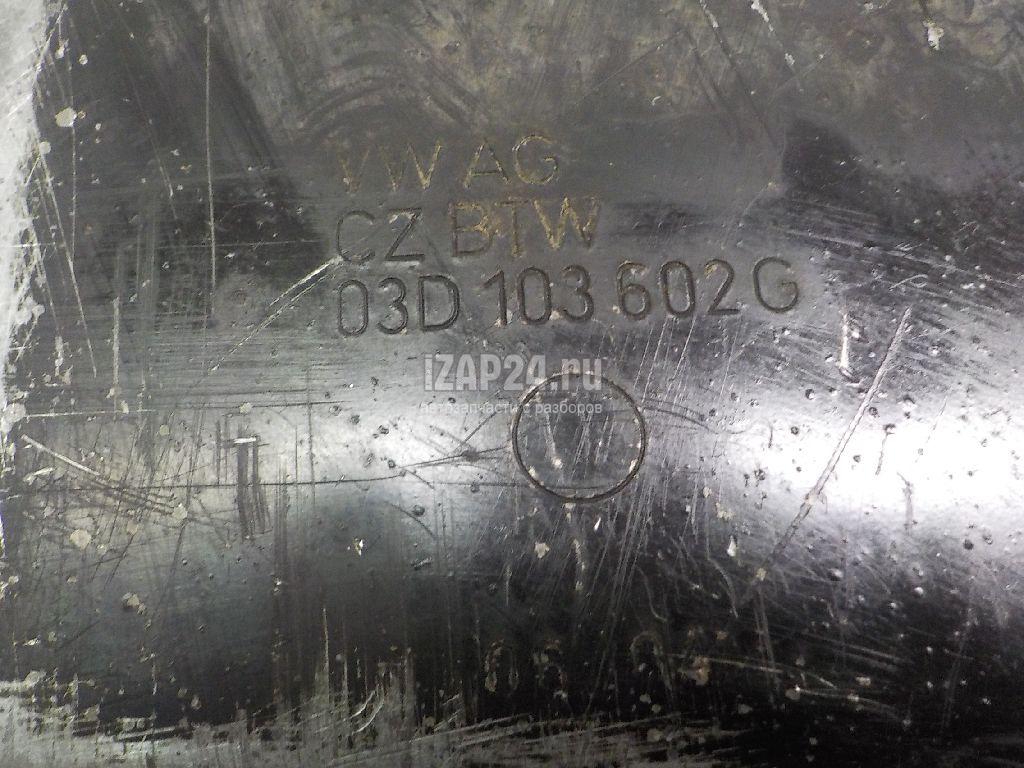 VW AG
CZ BTW
03D 103 602 G
iZAP24.ru
автозапчасти с разборов